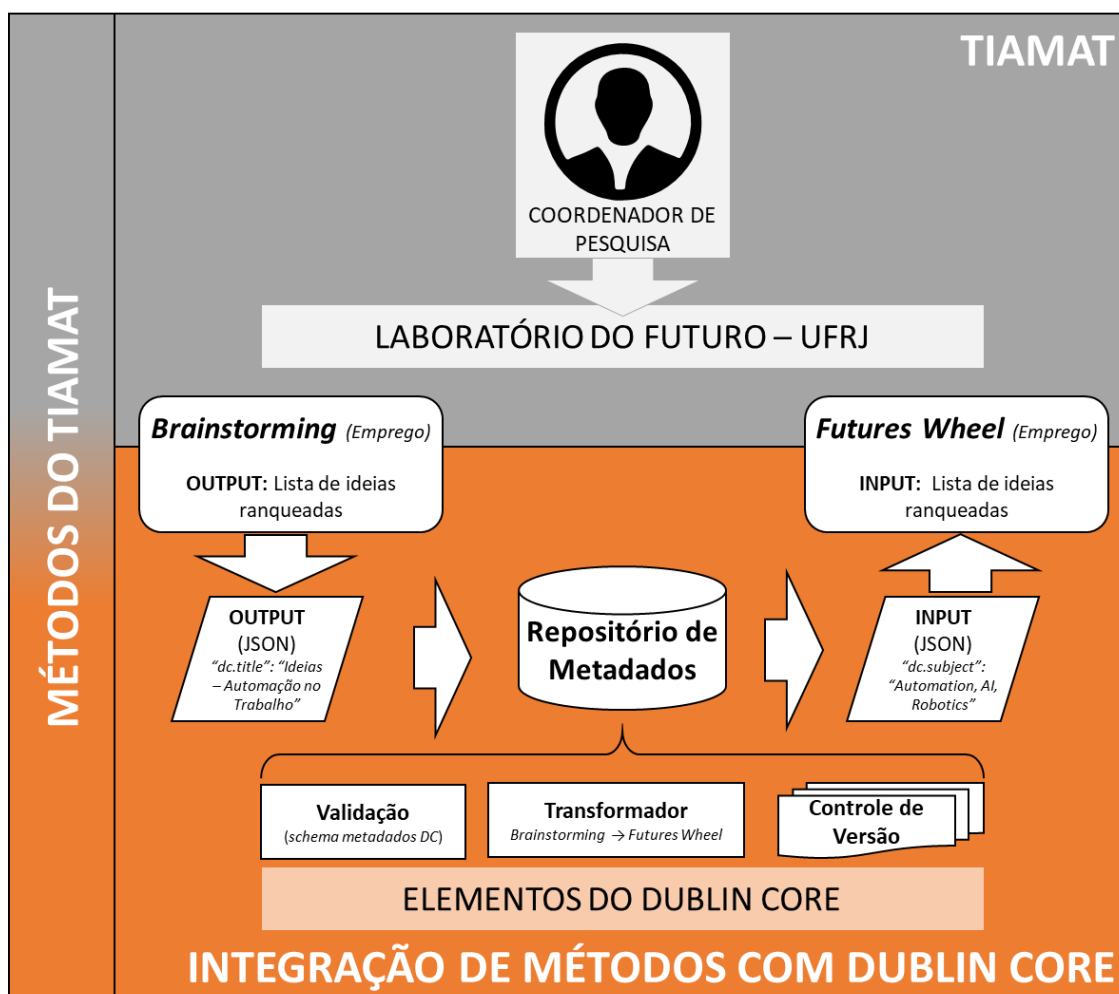 TIAMAT
COORDENADOR DE
PESQUISA
LABORATÓRIO DO FUTURO – UFRJ
MÉTODOS DO TIAMAT
Brainstorming (Emprego)
OUTPUT: Lista de ideias
ranqueadas
Futures Wheel (Emprego)
INPUT: Lista de ideias
ranqueadas
OUTPUT
(JSON)
“dc.title”: “Ideias
– Automação no
Trabalho”
Repositório de
Metadados
INPUT
(JSON)
“dc.subject”:
“Automation, AI,
Robotics”
Validação
(schema metadados DC)
Transformador
Brainstorming → Futures Wheel
Controle de
Versão
ELEMENTOS DO DUBLIN CORE
INTEGRAÇÃO DE MÉTODOS COM DUBLIN CORE